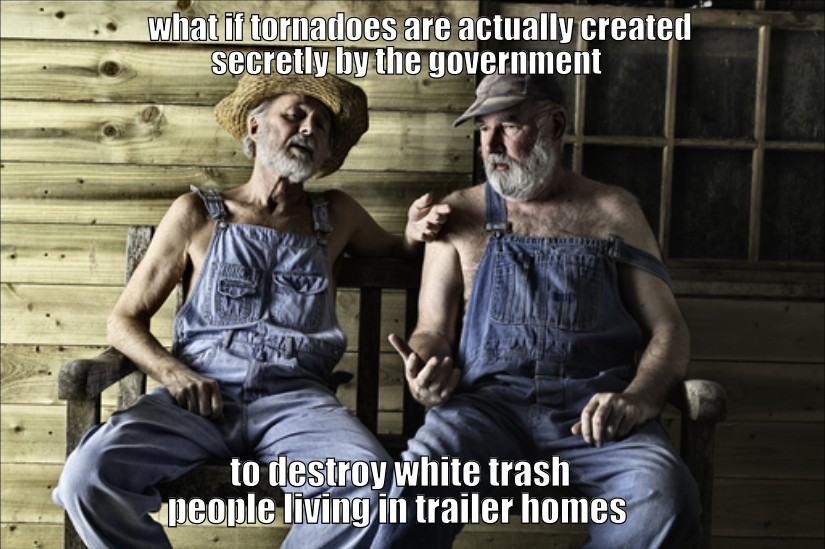 what if tornadoes are actually created
secretly by the government
to destroy white trash
people living in trailer homes